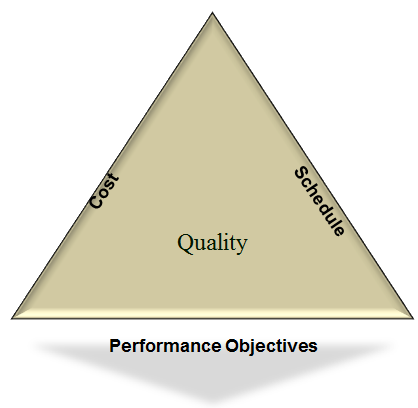 Cost
Schedule
Quality
Performance Objectives